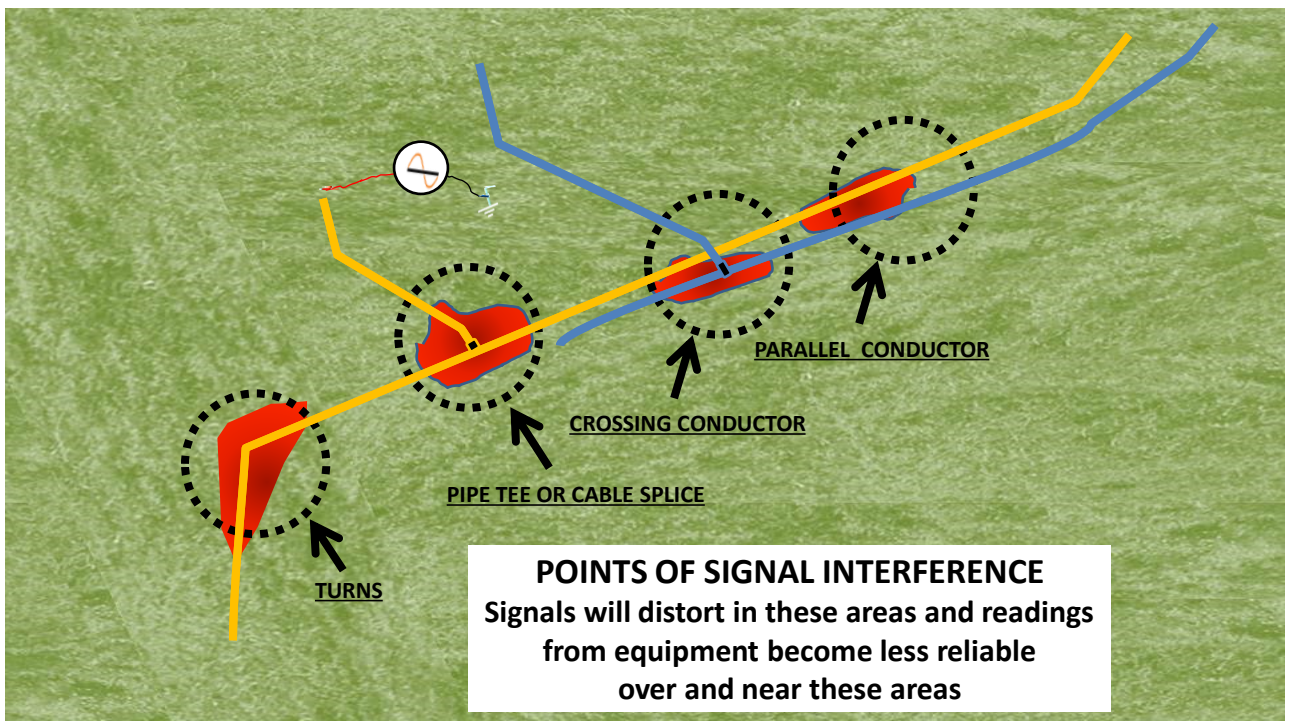 PARALLEL CONDUCTOR
CROSSING CONDUCTOR
PIPE TEE OR CABLE SPLICE
TURNS
POINTS OF SIGNAL INTERFERENCE
Signals will distort in these areas and readings
from equipment become less reliable
over and near these areas